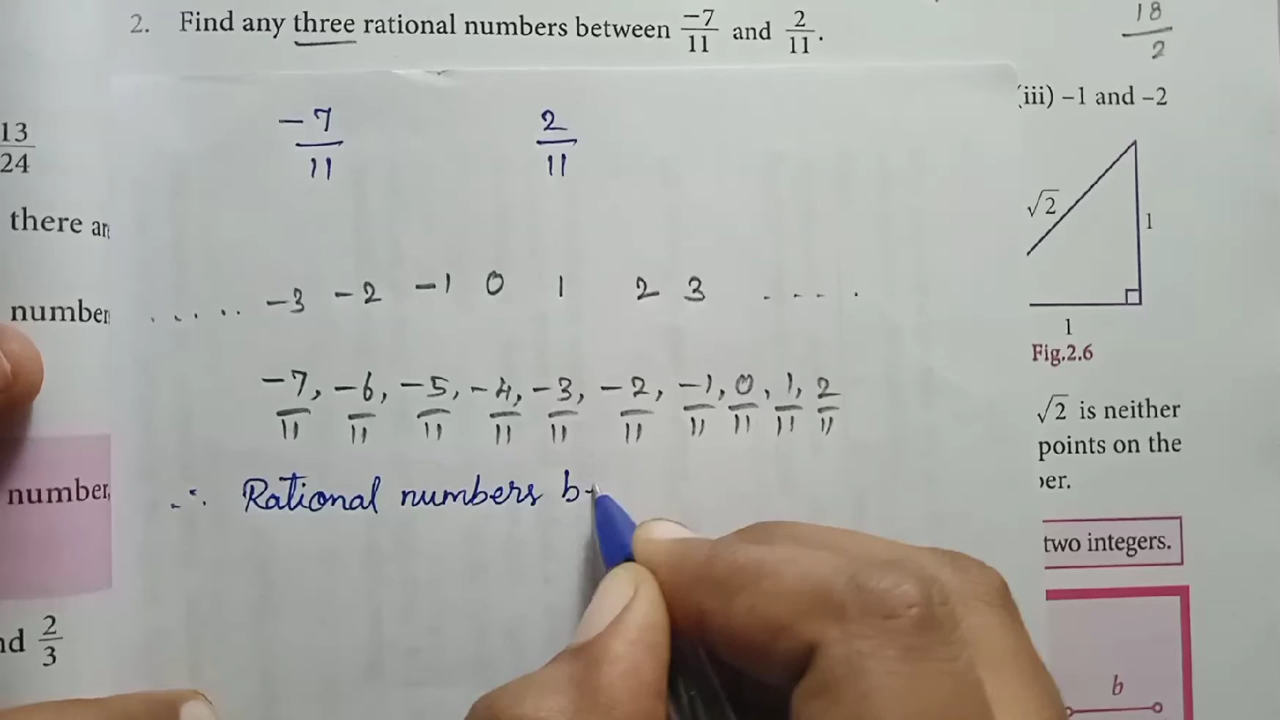 2. Find any three rational numbers between -7/11 and 2/11.
18/2
(iii) –1 and –2
13/24
-7/11 2/11
√2 1
there are
..... -3 -2 -1 0 1 2 3 ....
number
1
Fig.2.6
-7/11, -6/11, -5/11, -4/11, -3/11, -2/11, -1/11, 0/11, 1/11, 2/11
√2 is neither
points on the
number,
∴ Rational numbers b
two integers.
2/3
b